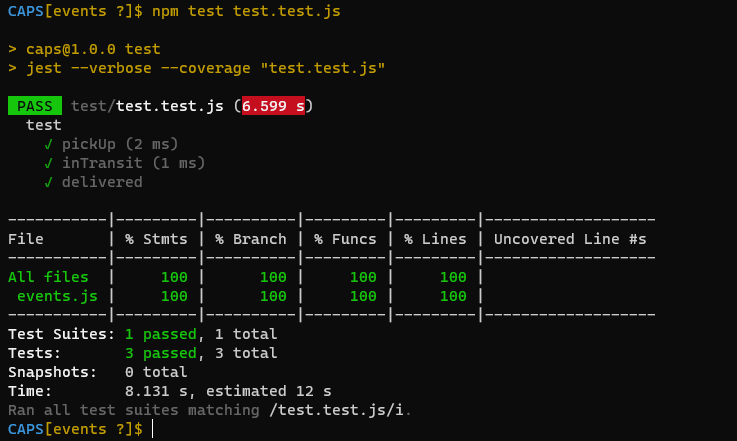 CAPS[events ?]$ npm test test.test.js
> caps@1.0.0 test
> jest --verbose --coverage "test.test.js"
PASS test/test.test.js (6.599 s)
test
✓ pickUp (2 ms)
✓ inTransit (1 ms)
✓ delivered
-----------|---------|----------|---------|---------|-------------------
File       | % Stmts | % Branch | % Funcs | % Lines | Uncovered Line #s
-----------|---------|----------|---------|---------|-------------------
All files  |     100 |      100 |     100 |     100 |
 events.js |     100 |      100 |     100 |     100 |
-----------|---------|----------|---------|---------|-------------------
Test Suites: 1 passed, 1 total
Tests:       3 passed, 3 total
Snapshots:   0 total
Time:        8.131 s, estimated 12 s
Ran all test suites matching /test.test.js/i.
CAPS[events ?]$